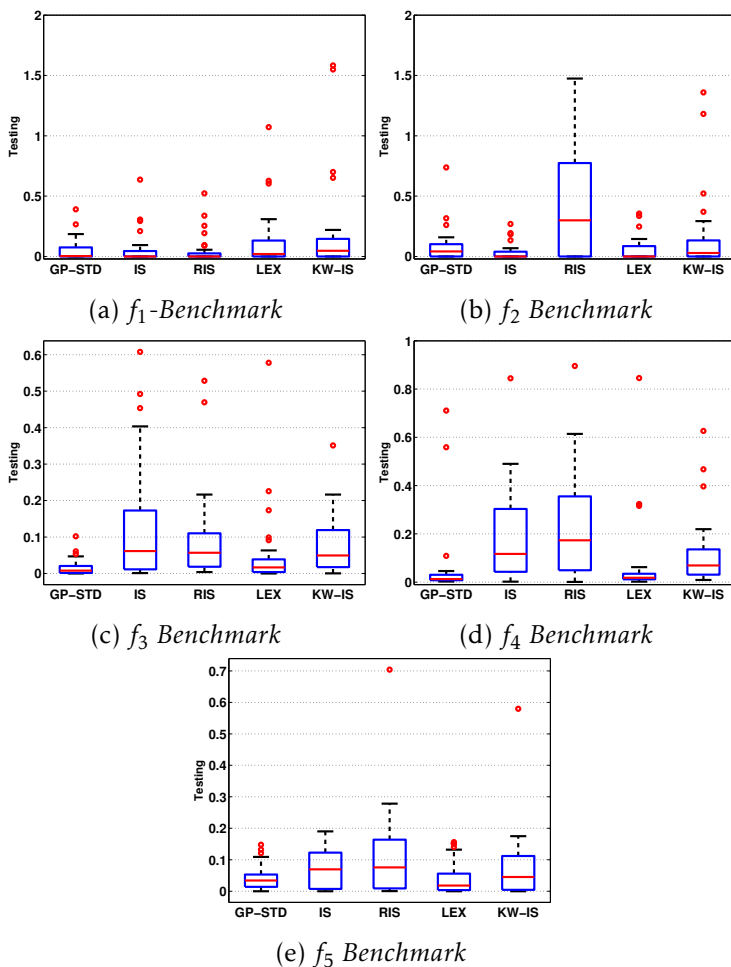 2
2
1.5
1.5
1
1
0.5
0.5
0
0
Testing
Testing
GP−STD IS RIS LEX KW−IS
GP−STD IS RIS LEX KW−IS
(a) f1-Benchmark
(b) f2 Benchmark
0.6
0.5
0.4
0.3
0.2
0.1
0
Testing
GP−STD IS RIS LEX KW−IS
1
0.8
0.6
0.4
0.2
0
Testing
GP−STD IS RIS LEX KW−IS
(c) f3 Benchmark
(d) f4 Benchmark
0.7
0.6
0.5
0.4
0.3
0.2
0.1
0
Testing
GP−STD IS RIS LEX KW−IS
(e) f5 Benchmark